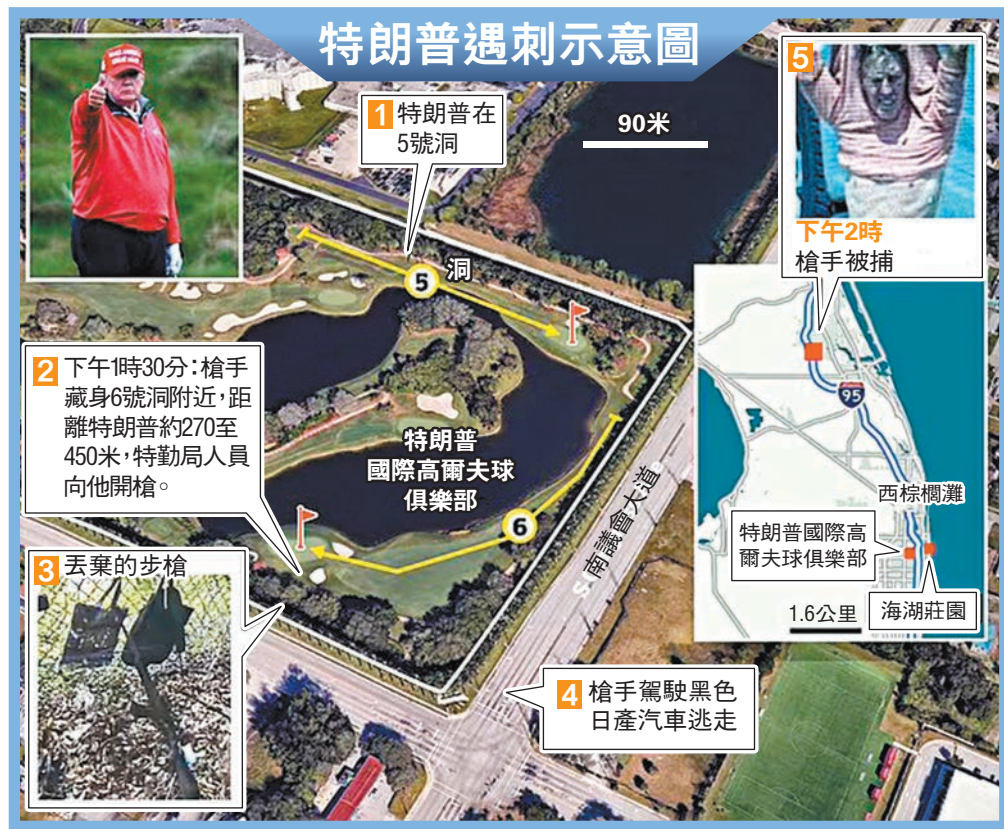 特朗普遇刺示意圖
1 特朗普在
5號洞
90米
5
下午2時
槍手被捕
5
洞
2 下午1時30分：槍手
藏身6號洞附近，距
離特朗普約270至
450米，特勤局人員
向他開槍。
特朗普
國際高爾夫球
俱樂部
6
南議會大道
3 丟棄的步槍
4 槍手駕駛黑色
日產汽車逃走
95
西棕櫚灘
特朗普國際高
爾夫球俱樂部
海湖莊園
1.6公里